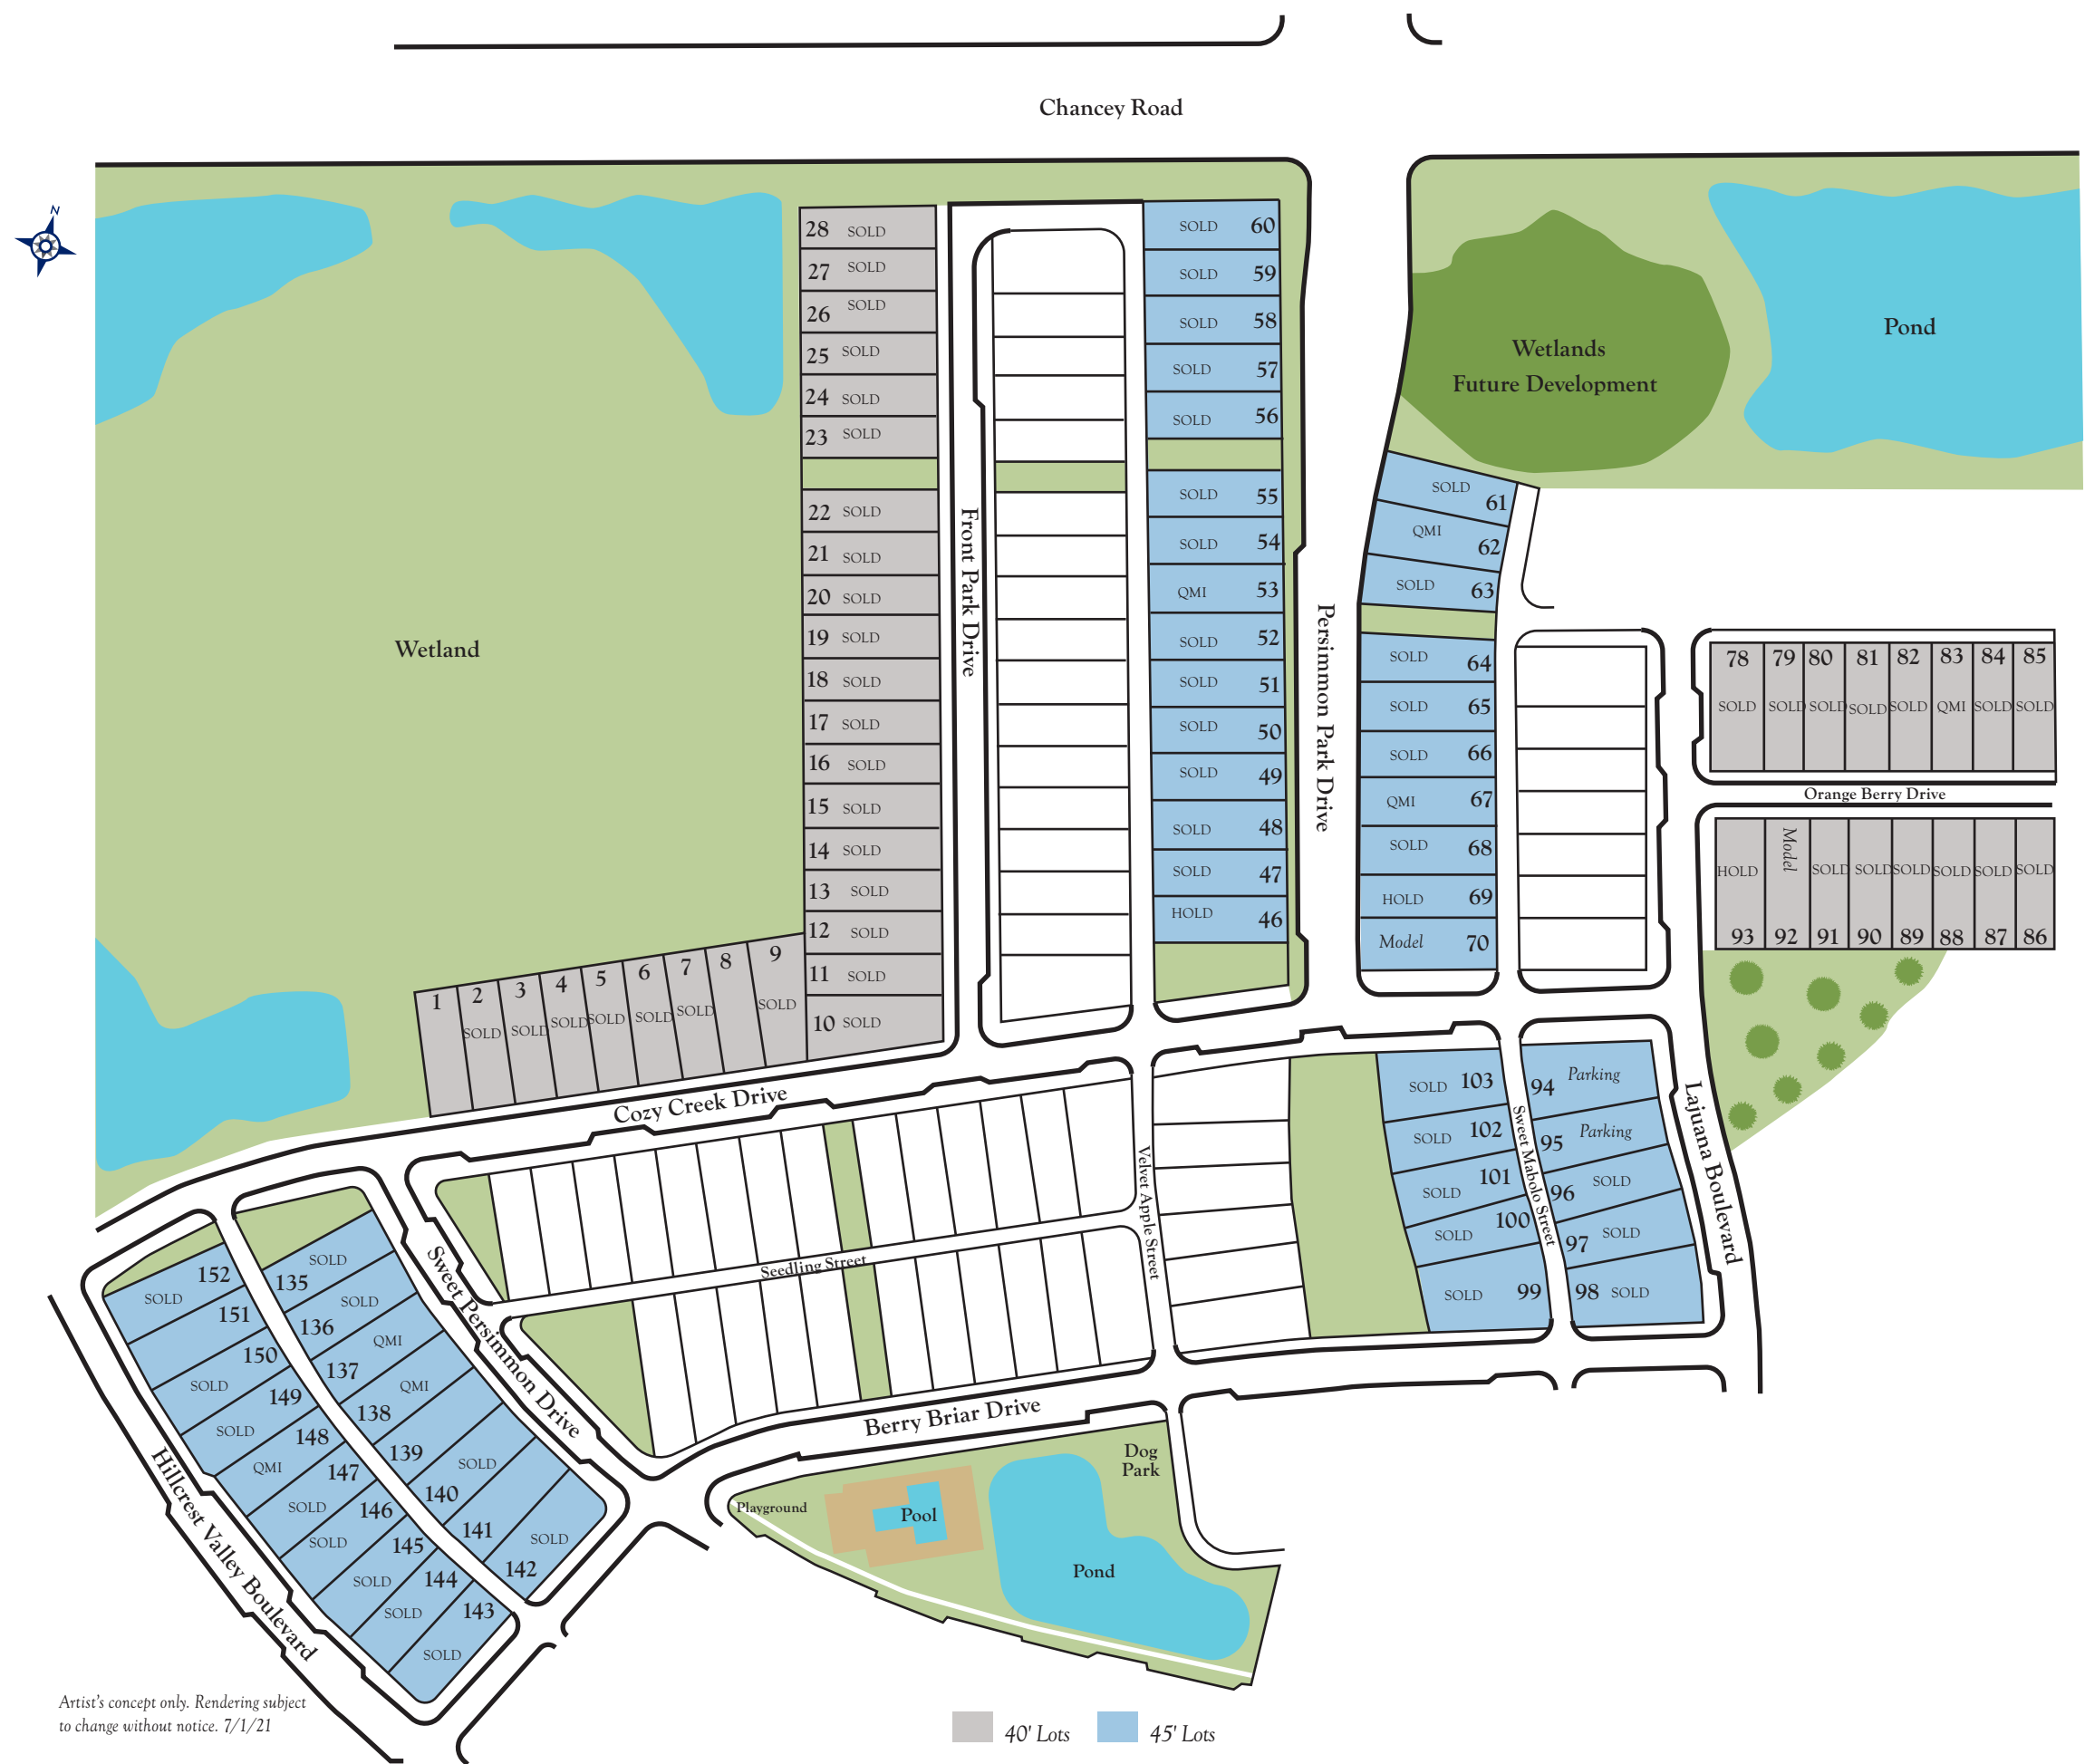 Chancey Road
N
28 SOLD
27 SOLD
26 SOLD
25 SOLD
24 SOLD
23 SOLD
22 SOLD
21 SOLD
20 SOLD
19 SOLD
18 SOLD
17 SOLD
16 SOLD
15 SOLD
14 SOLD
13 SOLD
12 SOLD
11 SOLD
10 SOLD
Wetland
Front Park Drive
SOLD 60
SOLD 59
SOLD 58
SOLD 57
SOLD 56
SOLD 55
SOLD 54
QMI 53
SOLD 52
SOLD 51
SOLD 50
SOLD 49
SOLD 48
SOLD 47
HOLD 46
Persimmon Park Drive
Wetlands
Future Development
Pond
SOLD 61
QMI 62
SOLD 63
SOLD 64
SOLD 65
SOLD 66
QMI 67
SOLD 68
HOLD 69
Model 70
78 79 80 81 82 83 84 85
SOLD SOLD SOLD SOLD SOLD QMI SOLD SOLD
Orange Berry Drive
HOLD Model SOLD SOLD SOLD SOLD SOLD SOLD
93 92 91 90 89 88 87 86
1 2 3 4 5 6 7 8 9
SOLD SOLD SOLD SOLD SOLD SOLD SOLD
Cozy Creek Drive
Seedling Street
Velvet Apple Street
SOLD 103
SOLD 102
SOLD 101
SOLD 100
SOLD 99
Sweet Mabolo Street
94 Parking
95 Parking
96 SOLD
97 SOLD
98 SOLD
Lajuana Boulevard
Sweet Persimmon Drive
152 SOLD
151
150 SOLD
149 SOLD
148 QMI
147 SOLD
146 SOLD
145 SOLD
144 SOLD
143 SOLD
135 SOLD
136 SOLD
137 QMI
138 QMI
139
140 SOLD
141
142 SOLD
Hillcrest Valley Boulevard
Berry Briar Drive
Dog
Park
Playground
Pool
Pond
Artist's concept only. Rendering subject
to change without notice. 7/1/21
40' Lots
45' Lots